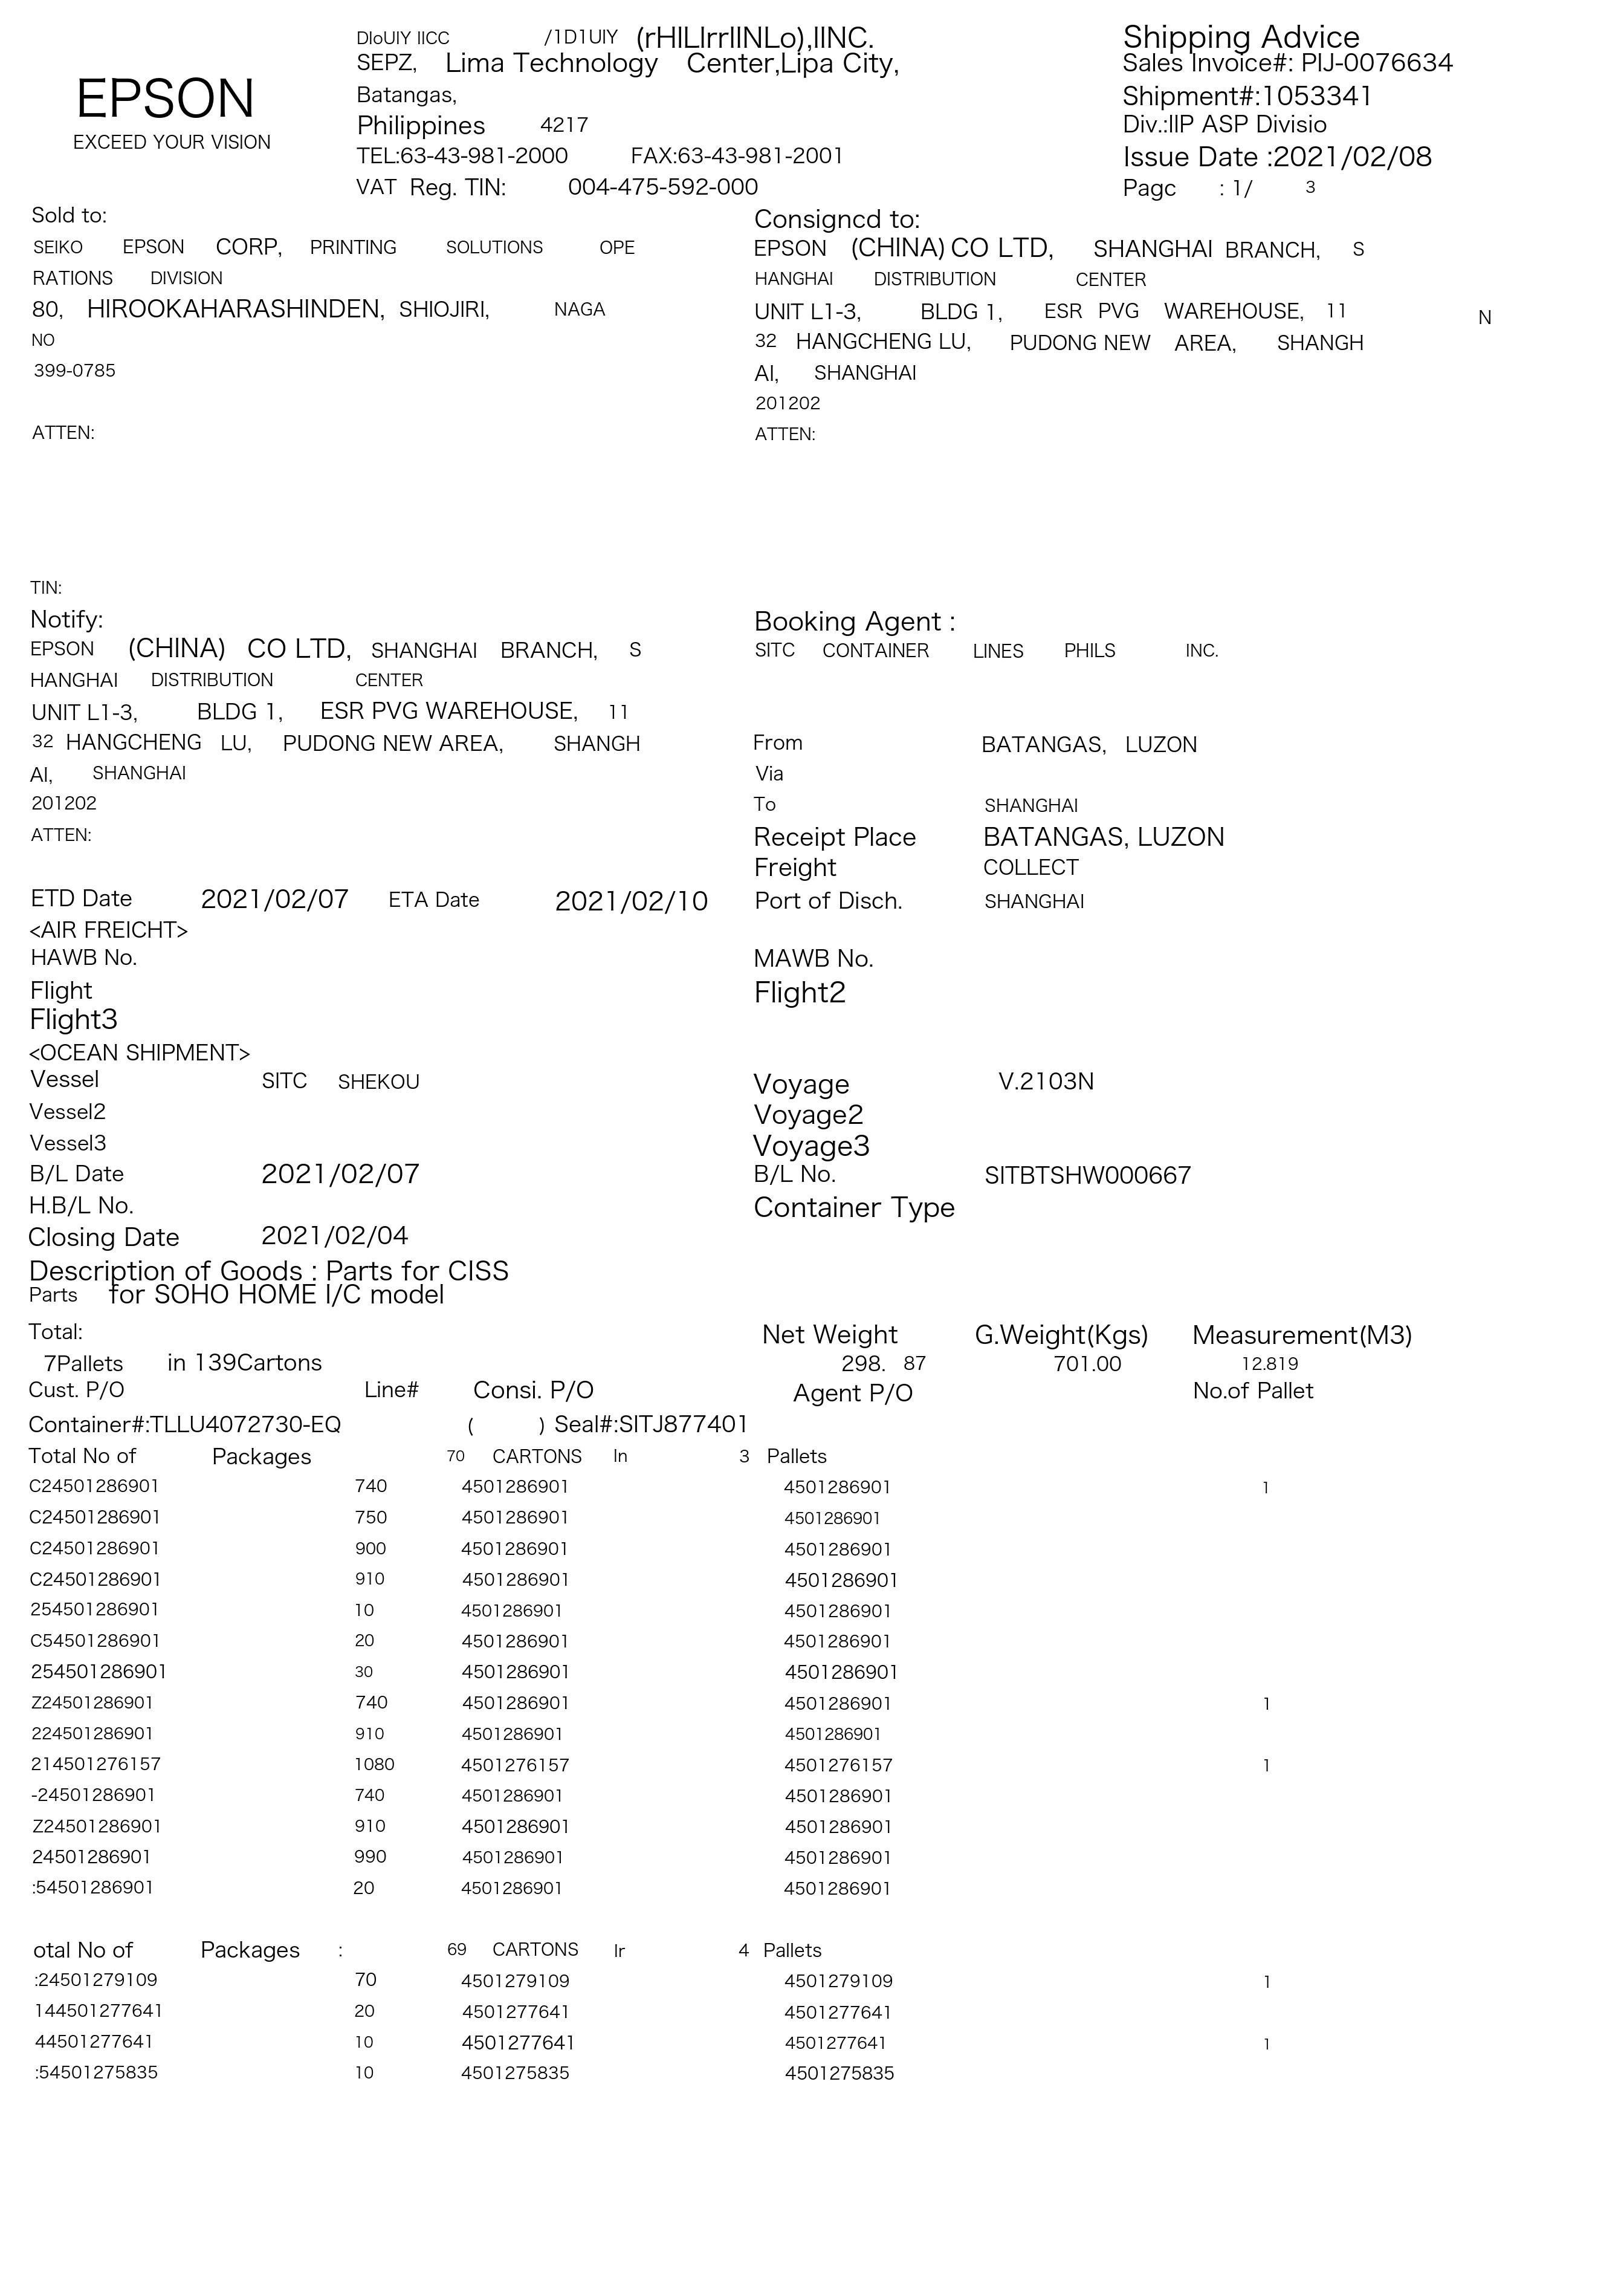 DIoUIY IICC /1D1UIY (rHILIrrIINLo),IINC.
SEPZ, Lima Technology Center,Lipa City,
Batangas,
Philippines 4217
TEL:63-43-981-2000 FAX:63-43-981-2001
VAT Reg. TIN: 004-475-592-000
EPSON
EXCEED YOUR VISION
Shipping Advice
Sales Invoice#: PIJ-0076634
Shipment#:1053341
Div.:IIP ASP Divisio
Issue Date :2021/02/08
Pagc : 1/ 3
Sold to:
SEIKO EPSON CORP, PRINTING SOLUTIONS OPE
RATIONS DIVISION
80, HIROOKAHARASHINDEN, SHIOJIRI, NAGA
NO
399-0785
ATTEN:
TIN:
Consigncd to:
EPSON (CHINA) CO LTD, SHANGHAI BRANCH, S
HANGHAI DISTRIBUTION CENTER
UNIT L1-3, BLDG 1, ESR PVG WAREHOUSE, 11 N
32 HANGCHENG LU, PUDONG NEW AREA, SHANGH
AI, SHANGHAI
201202
ATTEN:
Notify:
EPSON (CHINA) CO LTD, SHANGHAI BRANCH, S
HANGHAI DISTRIBUTION CENTER
UNIT L1-3, BLDG 1, ESR PVG WAREHOUSE, 11
32 HANGCHENG LU, PUDONG NEW AREA, SHANGH
AI, SHANGHAI
201202
ATTEN:
Booking Agent :
SITC CONTAINER LINES PHILS INC.
From BATANGAS, LUZON
Via
To SHANGHAI
Receipt Place BATANGAS, LUZON
Freight COLLECT
ETD Date 2021/02/07 ETA Date 2021/02/10 Port of Disch. SHANGHAI
<AIR FREICHT>
HAWB No. MAWB No.
Flight Flight2
Flight3
<OCEAN SHIPMENT>
Vessel SITC SHEKOU Voyage V.2103N
Vessel2 Voyage2
Vessel3 Voyage3
B/L Date 2021/02/07 B/L No. SITBTSHW000667
H.B/L No. Container Type
Closing Date 2021/02/04
Description of Goods : Parts for CISS
Parts for SOHO HOME I/C model
Total: Net Weight G.Weight(Kgs) Measurement(M3)
7Pallets in 139Cartons 298. 87 701.00 12.819
Cust. P/O Line# Consi. P/O Agent P/O No.of Pallet
Container#:TLLU4072730-EQ ( ) Seal#:SITJ877401
Total No of Packages 70 CARTONS In 3 Pallets
C24501286901 740 4501286901 4501286901 1
C24501286901 750 4501286901 4501286901
C24501286901 900 4501286901 4501286901
C24501286901 910 4501286901 4501286901
254501286901 10 4501286901 4501286901
C54501286901 20 4501286901 4501286901
254501286901 30 4501286901 4501286901
Z24501286901 740 4501286901 4501286901 1
224501286901 910 4501286901 4501286901
214501276157 1080 4501276157 4501276157 1
-24501286901 740 4501286901 4501286901
Z24501286901 910 4501286901 4501286901
24501286901 990 4501286901 4501286901
:54501286901 20 4501286901 4501286901
otal No of Packages : 69 CARTONS Ir 4 Pallets
:24501279109 70 4501279109 4501279109 1
144501277641 20 4501277641 4501277641
44501277641 10 4501277641 4501277641 1
:54501275835 10 4501275835 4501275835